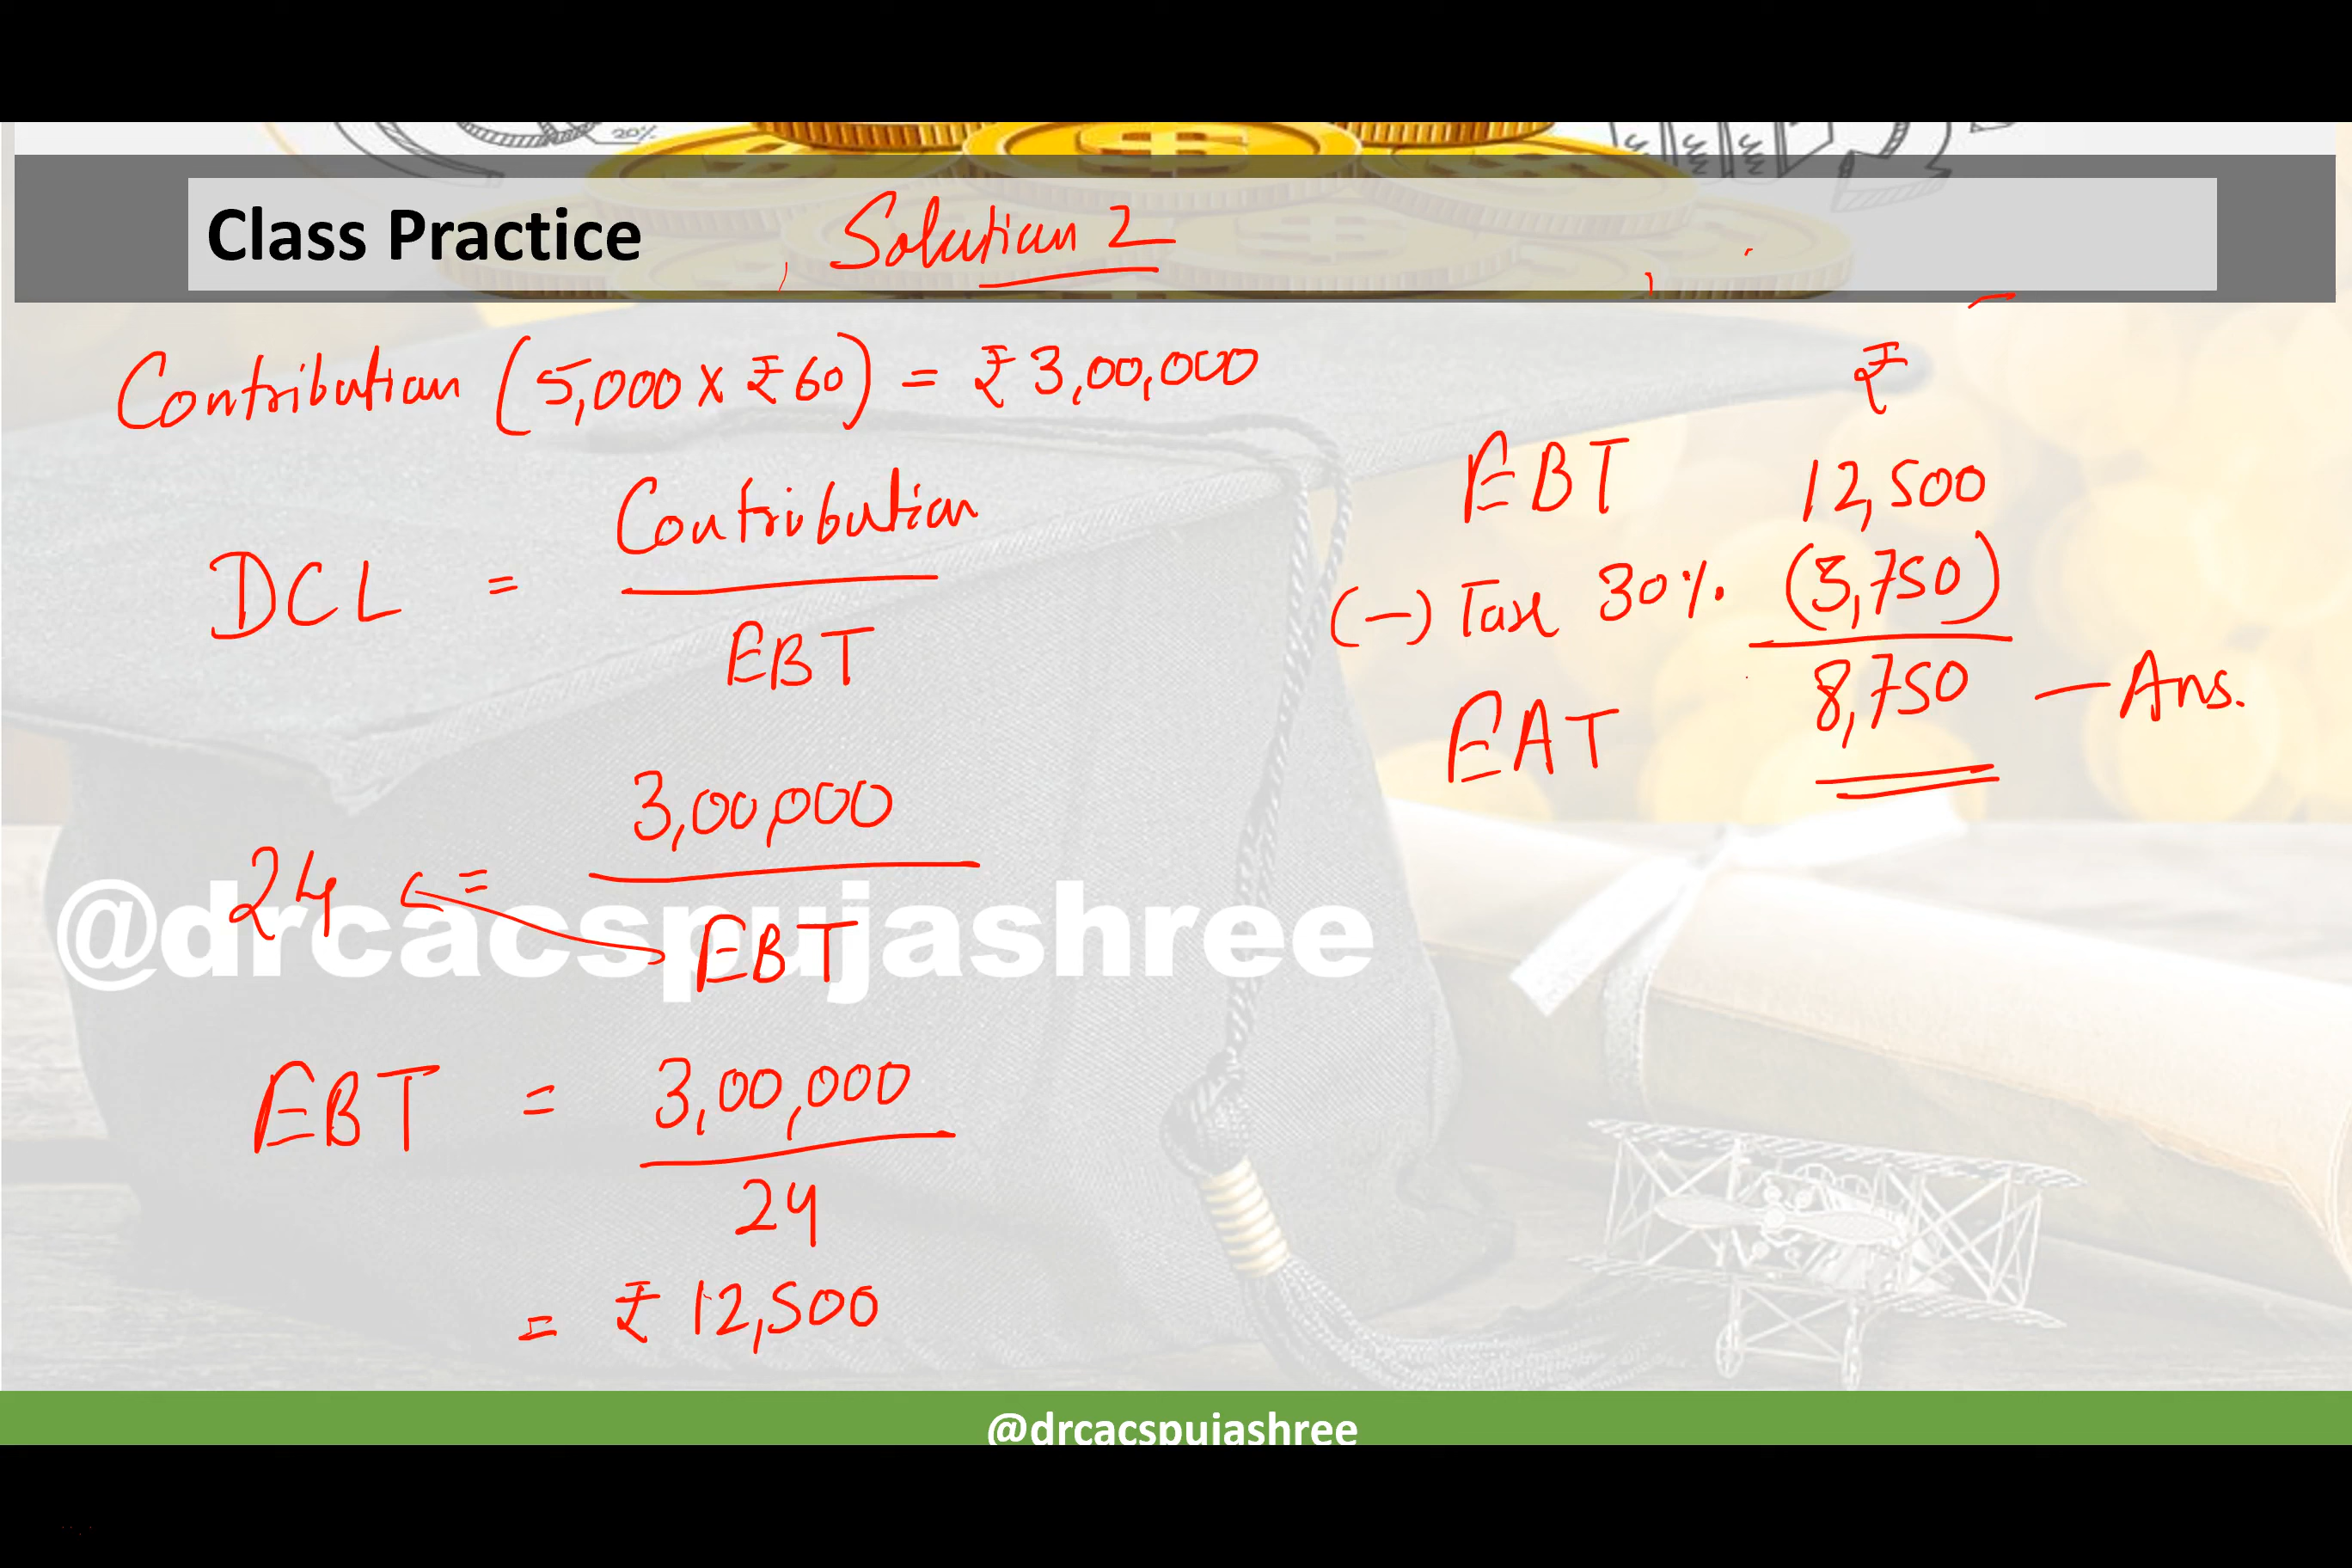 20%
Class Practice Solution 2
Contribution (5,000 x ₹60) = ₹3,00,000
DCL = Contribution
EBT
24 = 3,00,000
EBT
EBT = 3,00,000
24
= ₹ 12,500
₹
EBT 12,500
(-) Tax 30% (3,750)
EAT 8,750 — Ans.
@drcacspujashree
@drcacspujashree